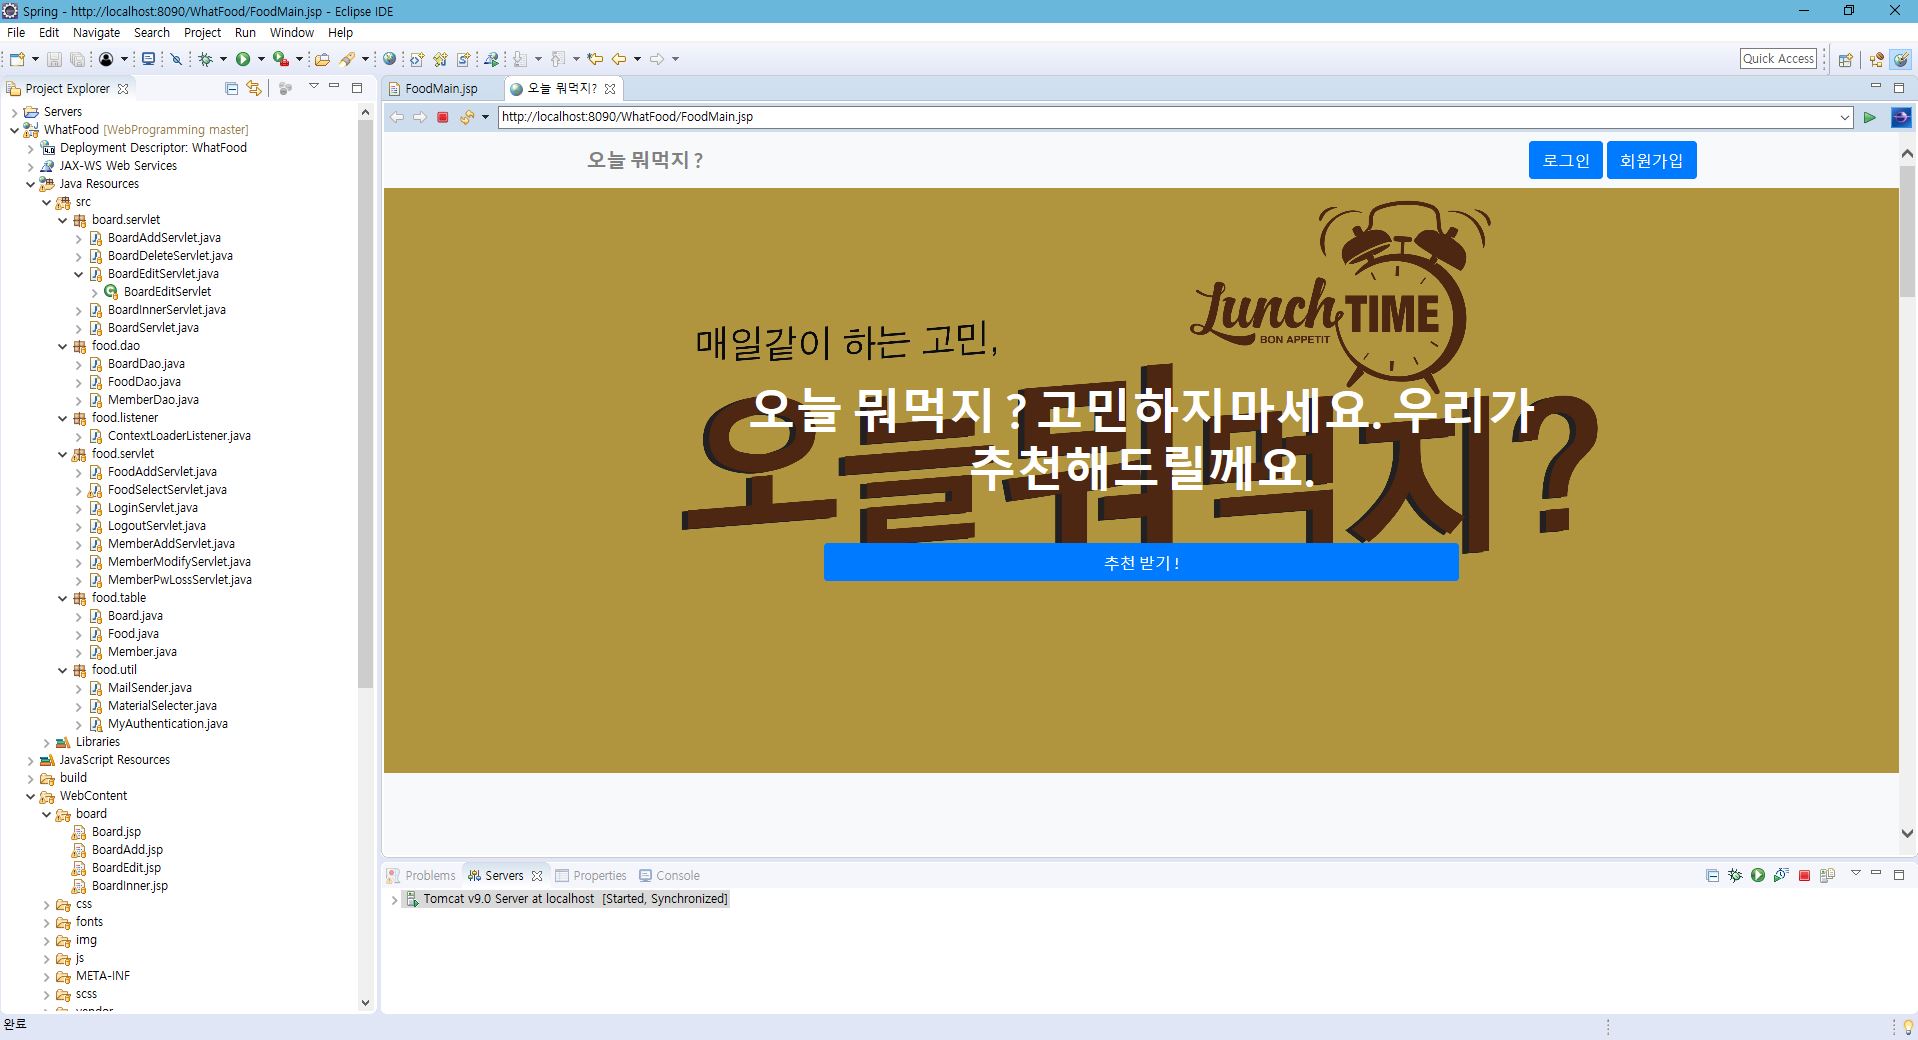 Spring - http://localhost:8090/WhatFood/FoodMain.jsp - Eclipse IDE
File Edit Navigate Search Project Run Window Help
Quick Access
Project Explorer
Servers
WhatFood [WebProgramming master]
Deployment Descriptor: WhatFood
JAX-WS Web Services
Java Resources
src
board.servlet
BoardAddServlet.java
BoardDeleteServlet.java
BoardEditServlet.java
BoardEditServlet
BoardInnerServlet.java
BoardServlet.java
food.dao
BoardDao.java
FoodDao.java
MemberDao.java
food.listener
ContextLoaderListener.java
food.servlet
FoodAddServlet.java
FoodSelectServlet.java
LoginServlet.java
LogoutServlet.java
MemberAddServlet.java
MemberModifyServlet.java
MemberPwLossServlet.java
food.table
Board.java
Food.java
Member.java
food.util
MailSender.java
MaterialSelecter.java
MyAuthentication.java
Libraries
JavaScript Resources
build
WebContent
board
Board.jsp
BoardAdd.jsp
BoardEdit.jsp
BoardInner.jsp
css
fonts
img
js
META-INF
scss
vendor
FoodMain.jsp 오늘 뭐먹지?
http://localhost:8090/WhatFood/FoodMain.jsp
오늘 뭐먹지 ? 로그인 회원가입
Lunch TIME
BON APPETIT
매일같이 하는 고민,
오늘뭐먹지?
오늘 뭐먹지 ? 고민하지마세요. 우리가
추천해드릴께요.
추천 받기 !
Problems Servers Properties Console
Tomcat v9.0 Server at localhost [Started, Synchronized]
완료